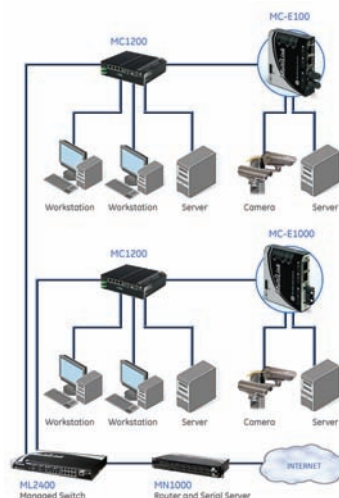 MC-E100
MC1200
Workstation Workstation Server Camera Server
MC-E1000
MC1200
Workstation Workstation Server Camera Server
INTERNET
ML2400 MN1000
Managed Switch Router and Serial Server